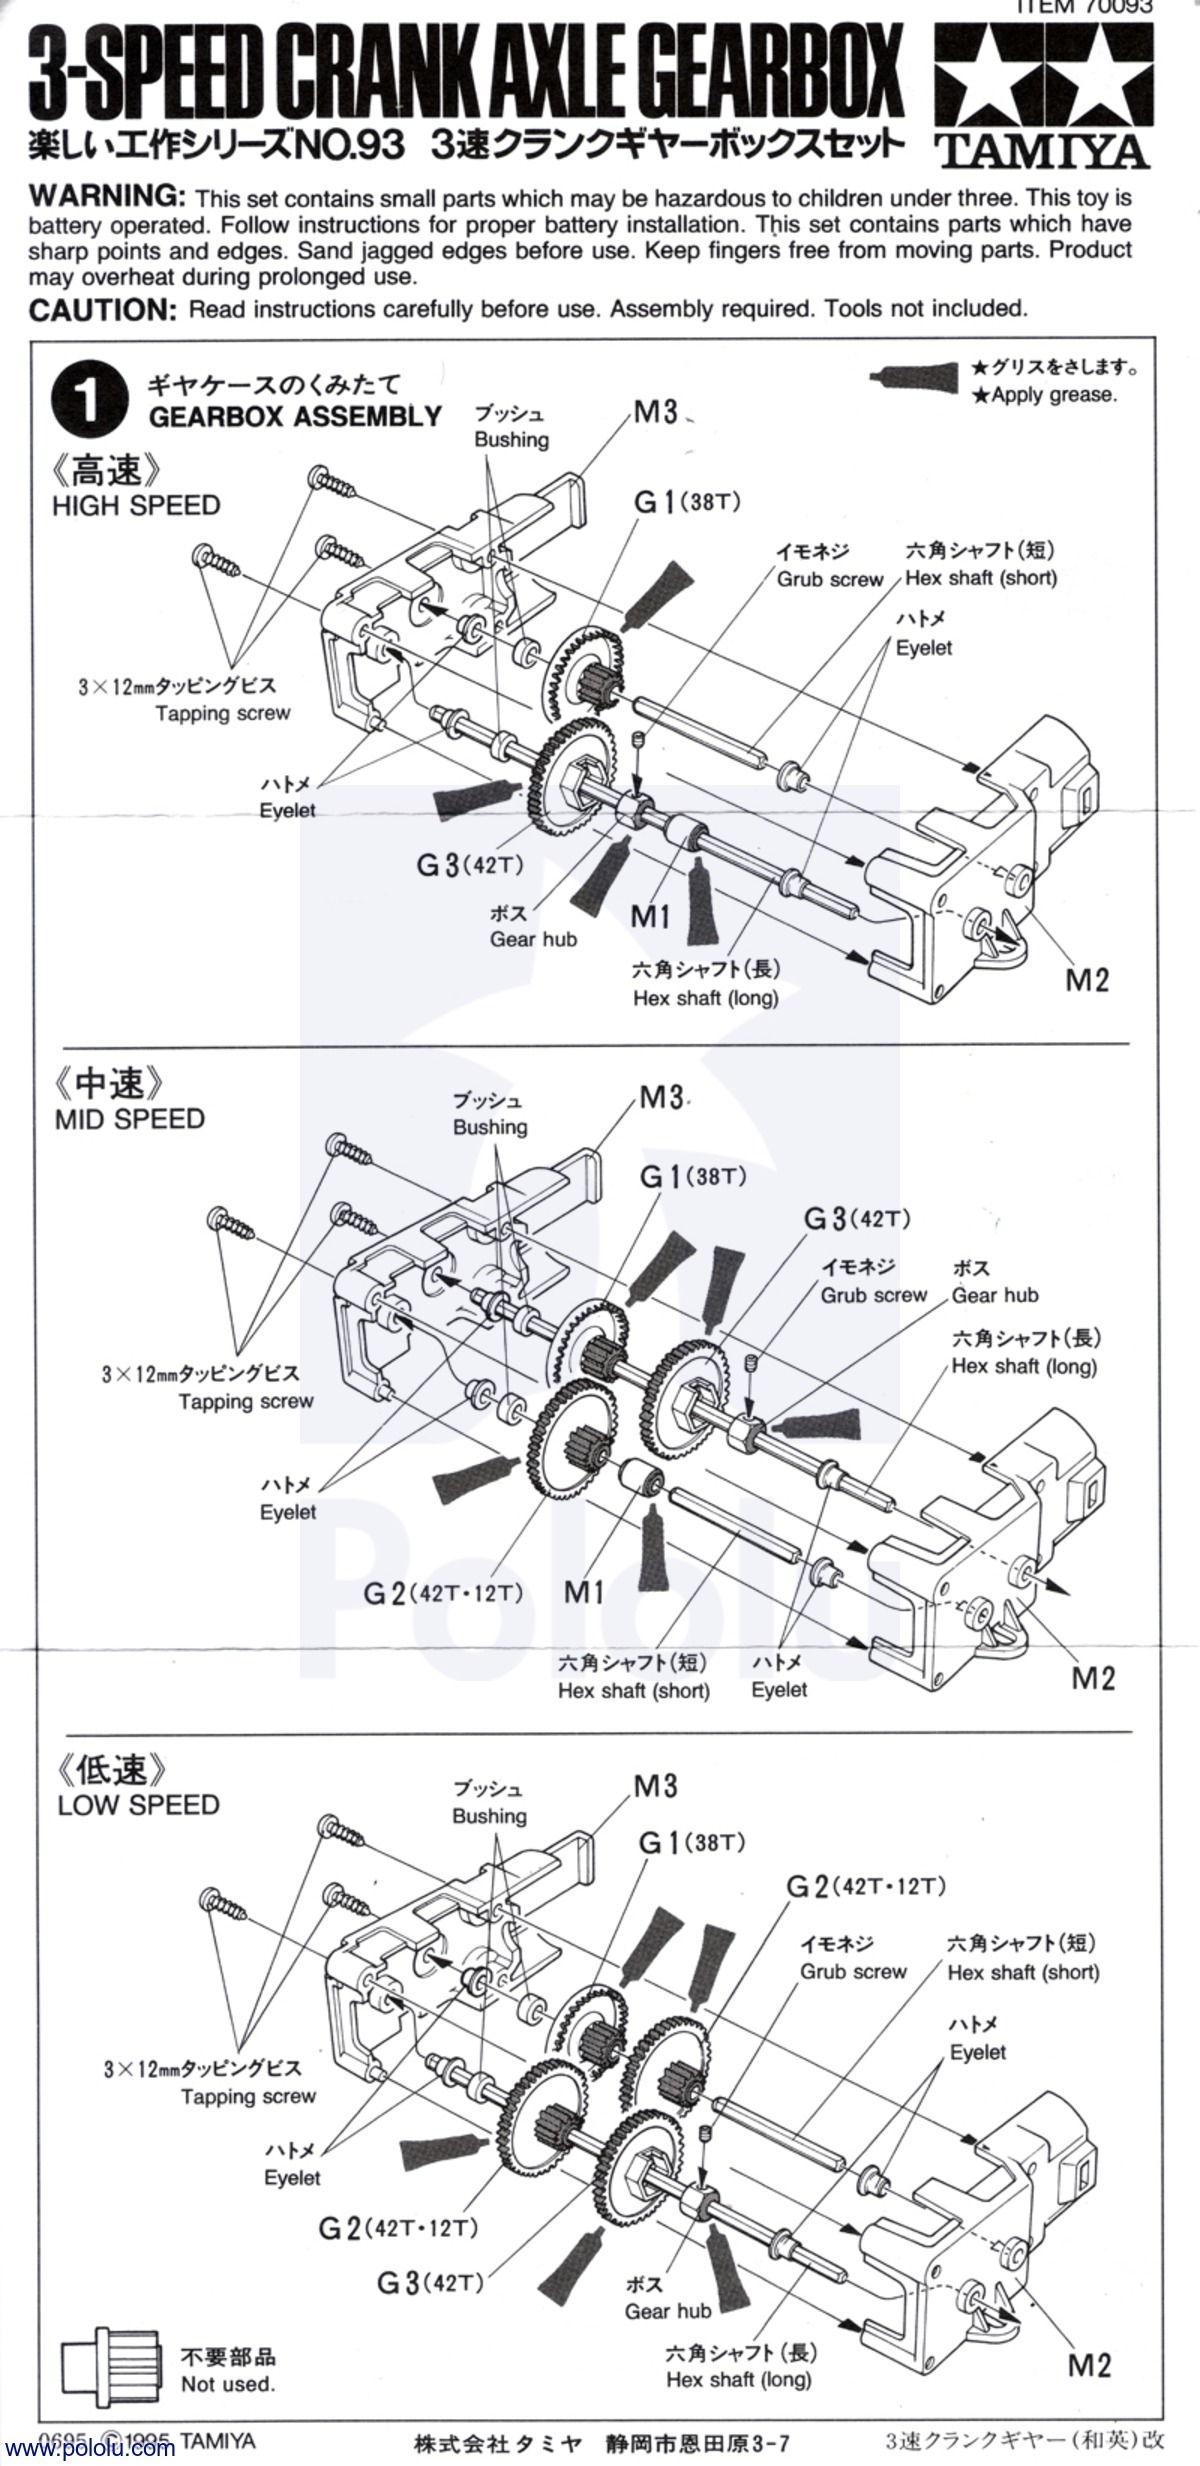 ITEM 70093
3-SPEED CRANK AXLE GEARBOX
楽しい工作シリーズNO.93 3速クランクギヤーボックスセット
TAMIYA
WARNING: This set contains small parts which may be hazardous to children under three. This toy is
battery operated. Follow instructions for proper battery installation. This set contains parts which have
sharp points and edges. Sand jagged edges before use. Keep fingers free from moving parts. Product
may overheat during prolonged use.
CAUTION: Read instructions carefully before use. Assembly required. Tools not included.
1
ギヤケースのくみたて
GEARBOX ASSEMBLY
★グリスをさします。
★Apply grease.
《高速》
HIGH SPEED
ブッシュ
Bushing
M3
G1(38T)
イモネジ
Grub screw
六角シャフト(短)
Hex shaft (short)
ハトメ
Eyelet
3×12mmタッピングビス
Tapping screw
ハトメ
Eyelet
G3(42T)
ボス
Gear hub
M1
六角シャフト(長)
Hex shaft (long)
M2
《中速》
MID SPEED
ブッシュ
Bushing
M3
G1(38T)
G3(42T)
イモネジ
Grub screw
ボス
Gear hub
六角シャフト(長)
Hex shaft (long)
3×12mmタッピングビス
Tapping screw
ハトメ
Eyelet
G2(42T・12T)
M1
六角シャフト(短)
Hex shaft (short)
ハトメ
Eyelet
M2
Pololu
《低速》
LOW SPEED
ブッシュ
Bushing
M3
G1(38T)
G2(42T・12T)
イモネジ
Grub screw
六角シャフト(短)
Hex shaft (short)
ハトメ
Eyelet
3×12mmタッピングビス
Tapping screw
ハトメ
Eyelet
G2(42T・12T)
G3(42T)
ボス
Gear hub
六角シャフト(長)
Hex shaft (long)
M2
不要部品
Not used.
0695 ©1995 TAMIYA
株式会社タミヤ 静岡市恩田原3-7
3速クランクギヤー(和英)改
www.pololu.com